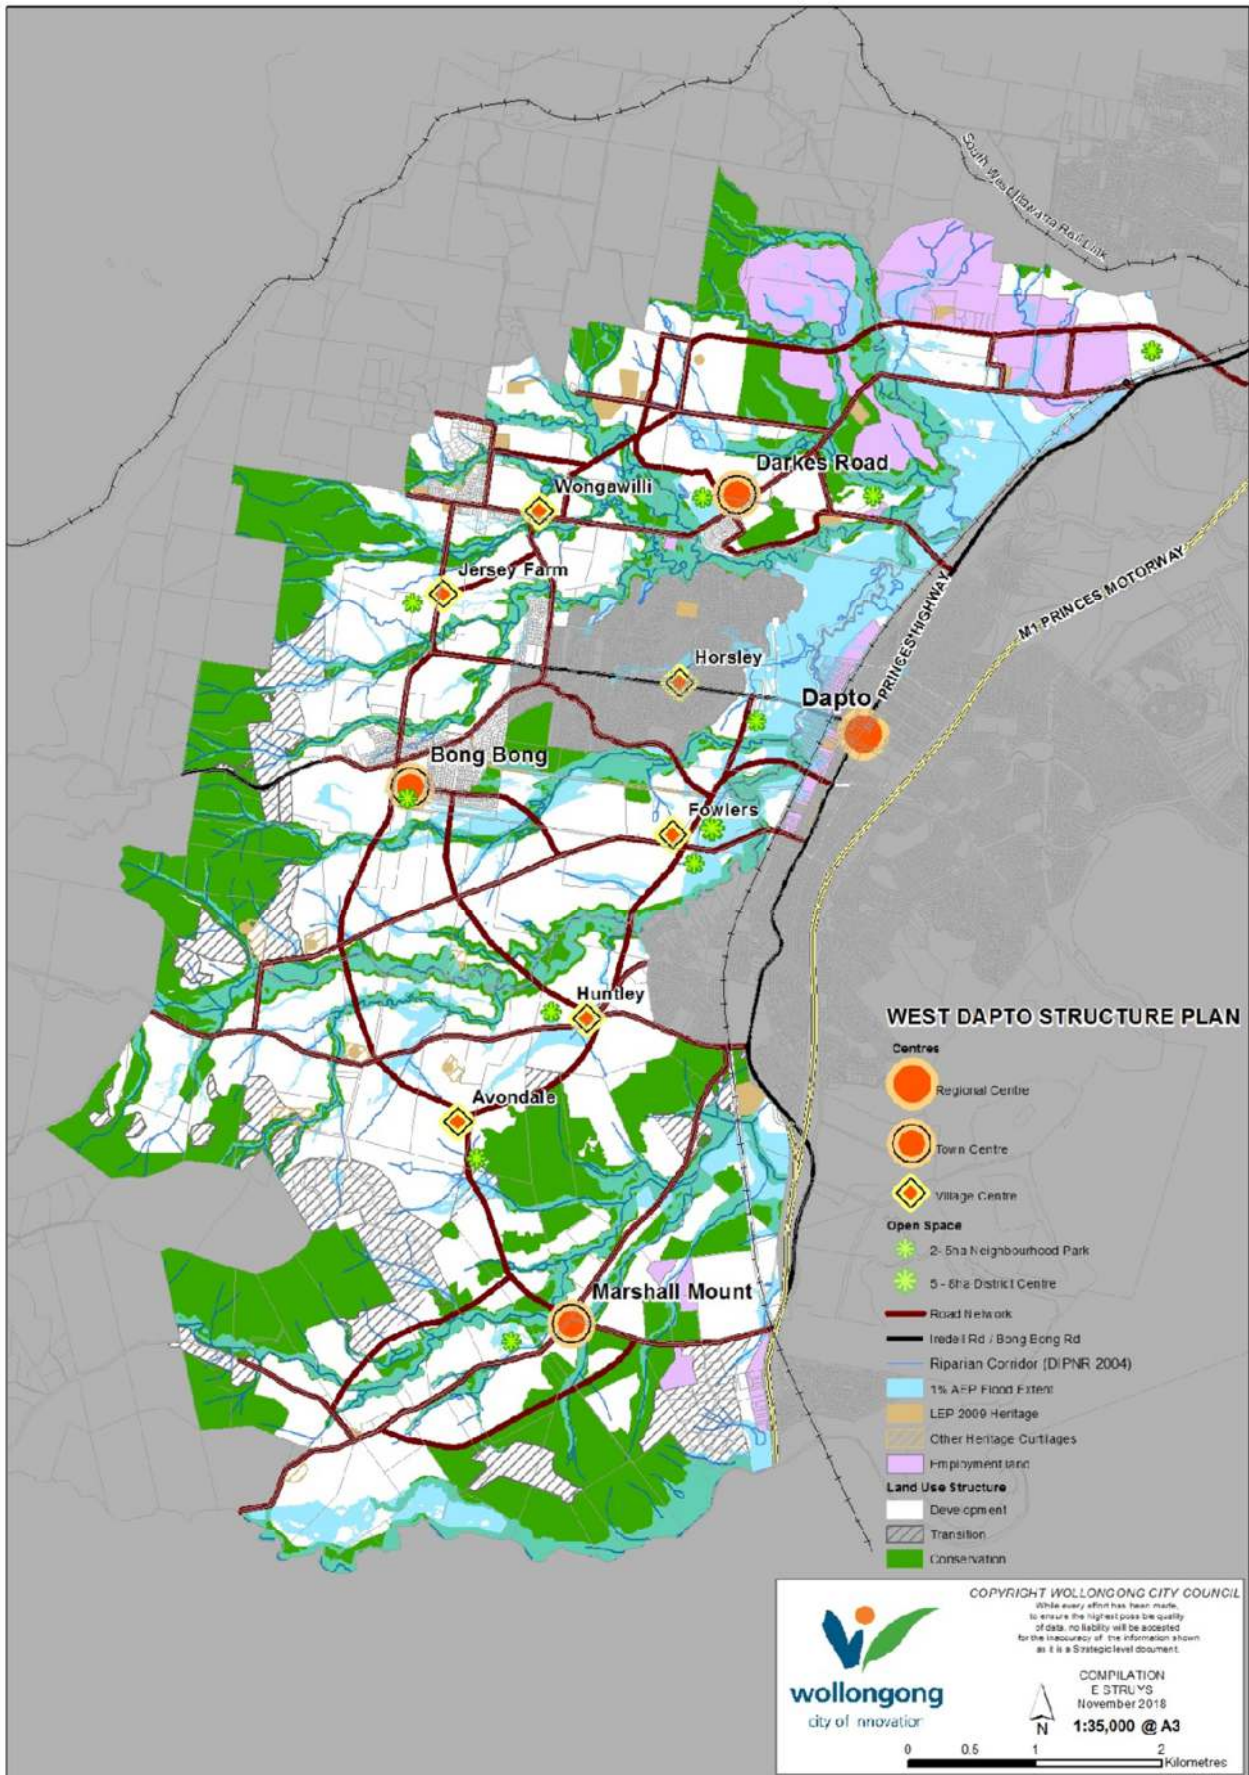 South West Illawarra Rail Link
Darkes Road
Wongawilli
Jersey Farm
Horsley
Dapto
PRINCES HIGHWAY
M1 PRINCES MOTORWAY
Bong Bong
Fowlers
Huntley
Avondale
Marshall Mount
WEST DAPTO STRUCTURE PLAN
Centres
Regional Centre
Town Centre
Village Centre
Open Space
2- 5ha Neighbourhood Park
5 - 8ha District Centre
Road Network
Iredell Rd / Bong Bong Rd
Riparian Corridor (DIPNR 2004)
1% AEP Flood Extent
LEP 2009 Heritage
Other Heritage Curtilages
Employment land
Land Use Structure
Development
Transition
Conservation
COPYRIGHT WOLLONGONG CITY COUNCIL
While every effort has been made,
to ensure the highest possible quality
of data, no liability will be accepted
for the inaccuracy of the information shown
as it is a Strategic level document.
wollongong
city of innovation
COMPILATION
E STRUYS
November 2018
N
1:35,000 @ A3
0 0.5 1 2
Kilometres